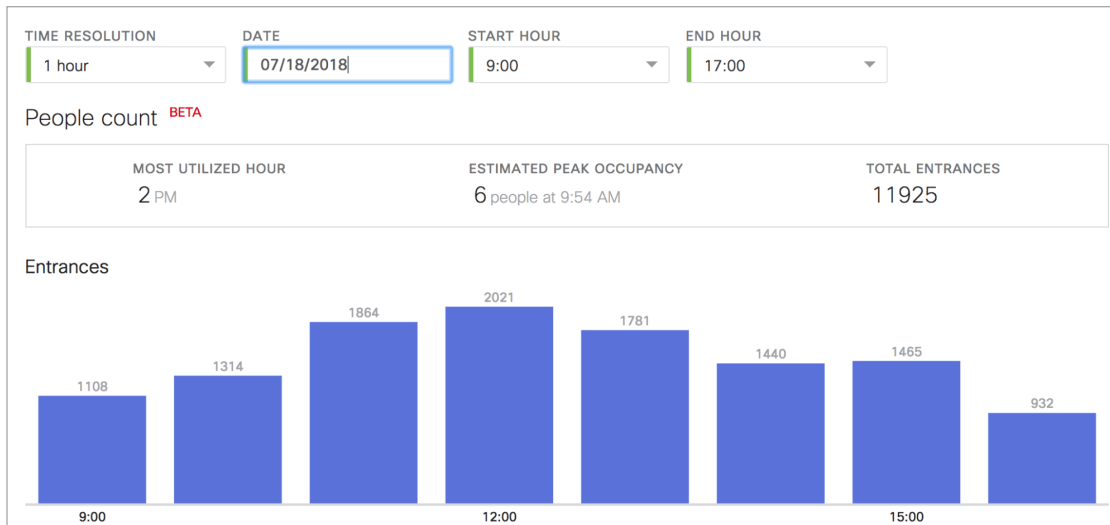 TIME RESOLUTION DATE START HOUR END HOUR
1 hour 07/18/2018 9:00 17:00
People count BETA
MOST UTILIZED HOUR ESTIMATED PEAK OCCUPANCY TOTAL ENTRANCES
2 PM 6 people at 9:54 AM 11925
Entrances
1108 1314 1864 2021 1781 1440 1465 932
9:00 12:00 15:00